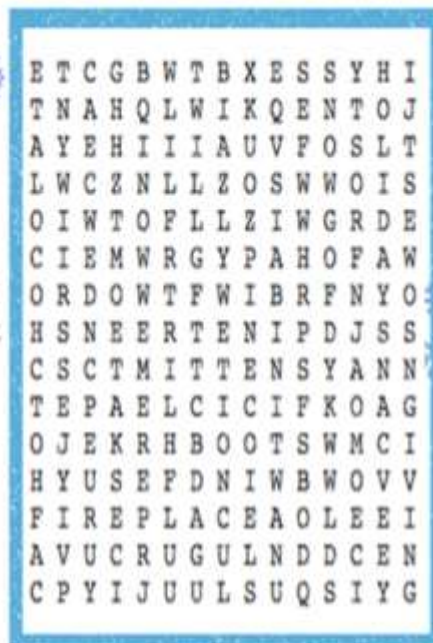 E T C G B W T B X E S S Y H I
T N A H Q L W I K Q E N T O J
A Y E H I I I A U V F O S L T
L W C Z N L L Z O S W W O I S
O I W T O F L L Z I W G R D E
C I E M W R G Y P A H O F A W
O R D O W T F W I B R F N Y O
H S N E E R T E N I P D J S S
C S C T M I T T E N S Y A N N
T E P A E L C I C I F K O A G
O J E K R H B O O T S W M C I
H Y U S E F D N I W B W O V V
F I R E P L A C E A O L E E I
A V U C R U G U L N D D C E N
C P Y I J U U L S U Q S I Y G